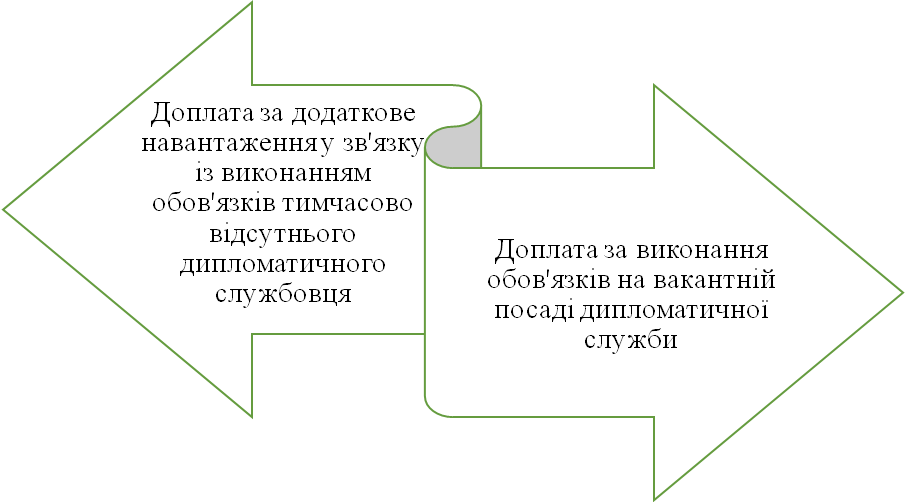 Доплата за додаткове
навантаження у зв'язку
із виконанням
обов'язків тимчасово
відсутнього
дипломатичного
службовця
Доплата за виконання
обов'язків на вакантній
посаді дипломатичної
служби